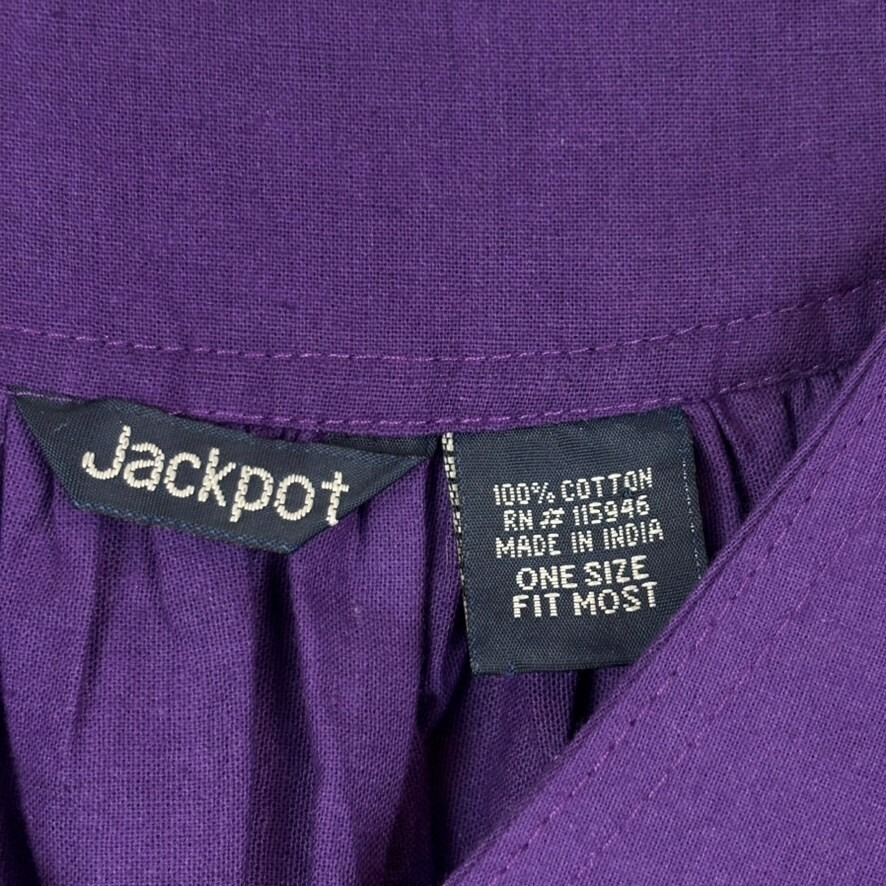 Jackpot
100% COTTON
RN # 115946
MADE IN INDIA
ONE SIZE
FIT MOST